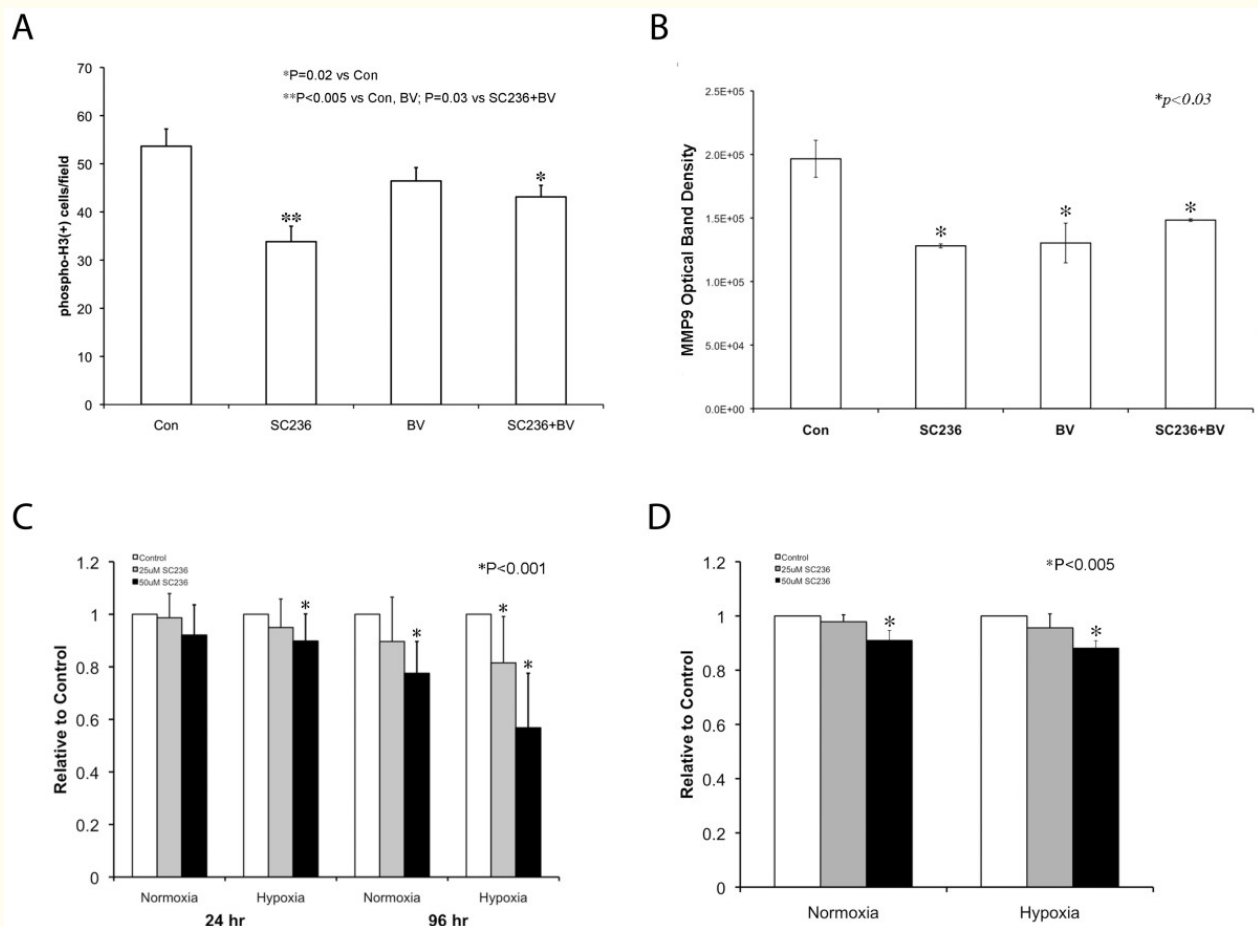 A
*P=0.02 vs Con
**P<0.005 vs Con, BV; P=0.03 vs SC236+BV
phospho-H3(+) cells/field
70
60
50
40
30
20
10
0
**
*
Con SC236 BV SC236+BV
B
*p<0.03
MMP9 Optical Band Density
2.5E+05
2.0E+05
1.5E+05
1.0E+05
5.0E+04
0.0E+00
* * *
Con SC236 BV SC236+BV
C
Control
25uM SC236
50uM SC236
*P<0.001
Relative to Control
1.2
1
0.8
0.6
0.4
0.2
0
* * * *
Normoxia Hypoxia Normoxia Hypoxia
24 hr 96 hr
D
Control
25uM SC236
50uM SC236
*P<0.005
Relative to Control
1.2
1
0.8
0.6
0.4
0.2
0
* *
Normoxia Hypoxia